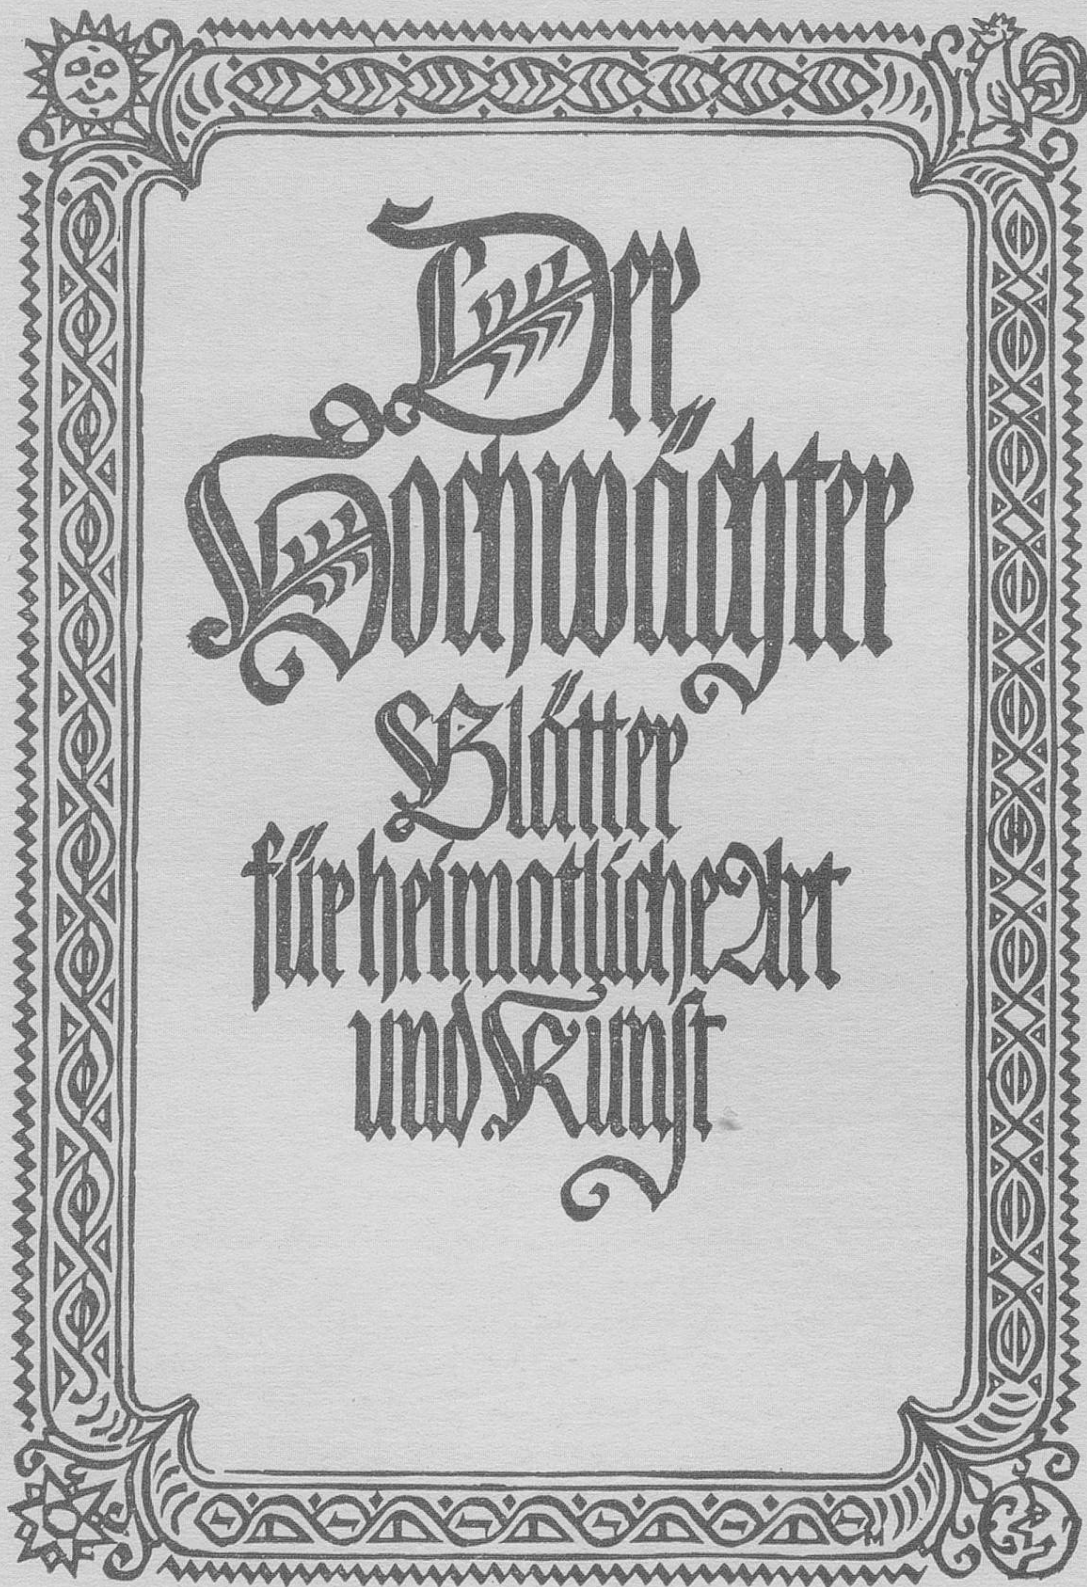 Der
Hochwächter
Blätter
für heimatliche Art
und Kunst